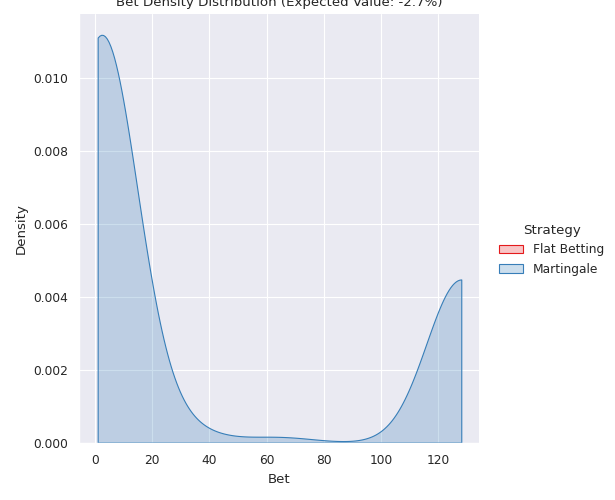 Bet Density Distribution (Expected Value: -2.7%)
0.010
0.008
0.006
0.004
0.002
0.000
Density
0 20 40 60 80 100 120
Bet
Strategy
Flat Betting
Martingale